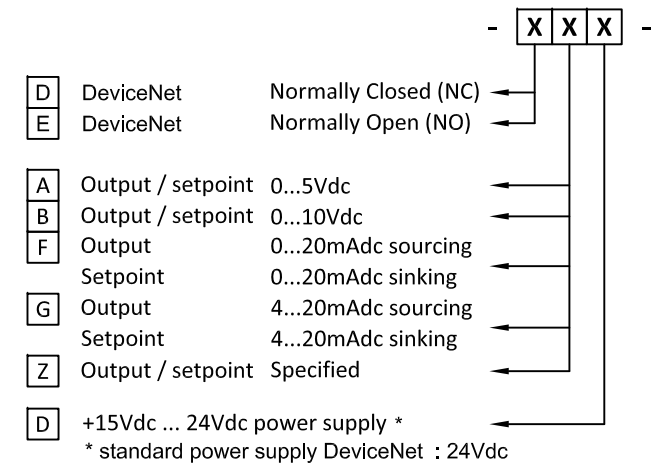 - X X X -
D DeviceNet Normally Closed (NC)
E DeviceNet Normally Open (NO)
A Output / setpoint 0...5Vdc
B Output / setpoint 0...10Vdc
F Output 0...20mAdc sourcing
Setpoint 0...20mAdc sinking
G Output 4...20mAdc sourcing
Setpoint 4...20mAdc sinking
Z Output / setpoint Specified
D +15Vdc ... 24Vdc power supply *
* standard power supply DeviceNet : 24Vdc